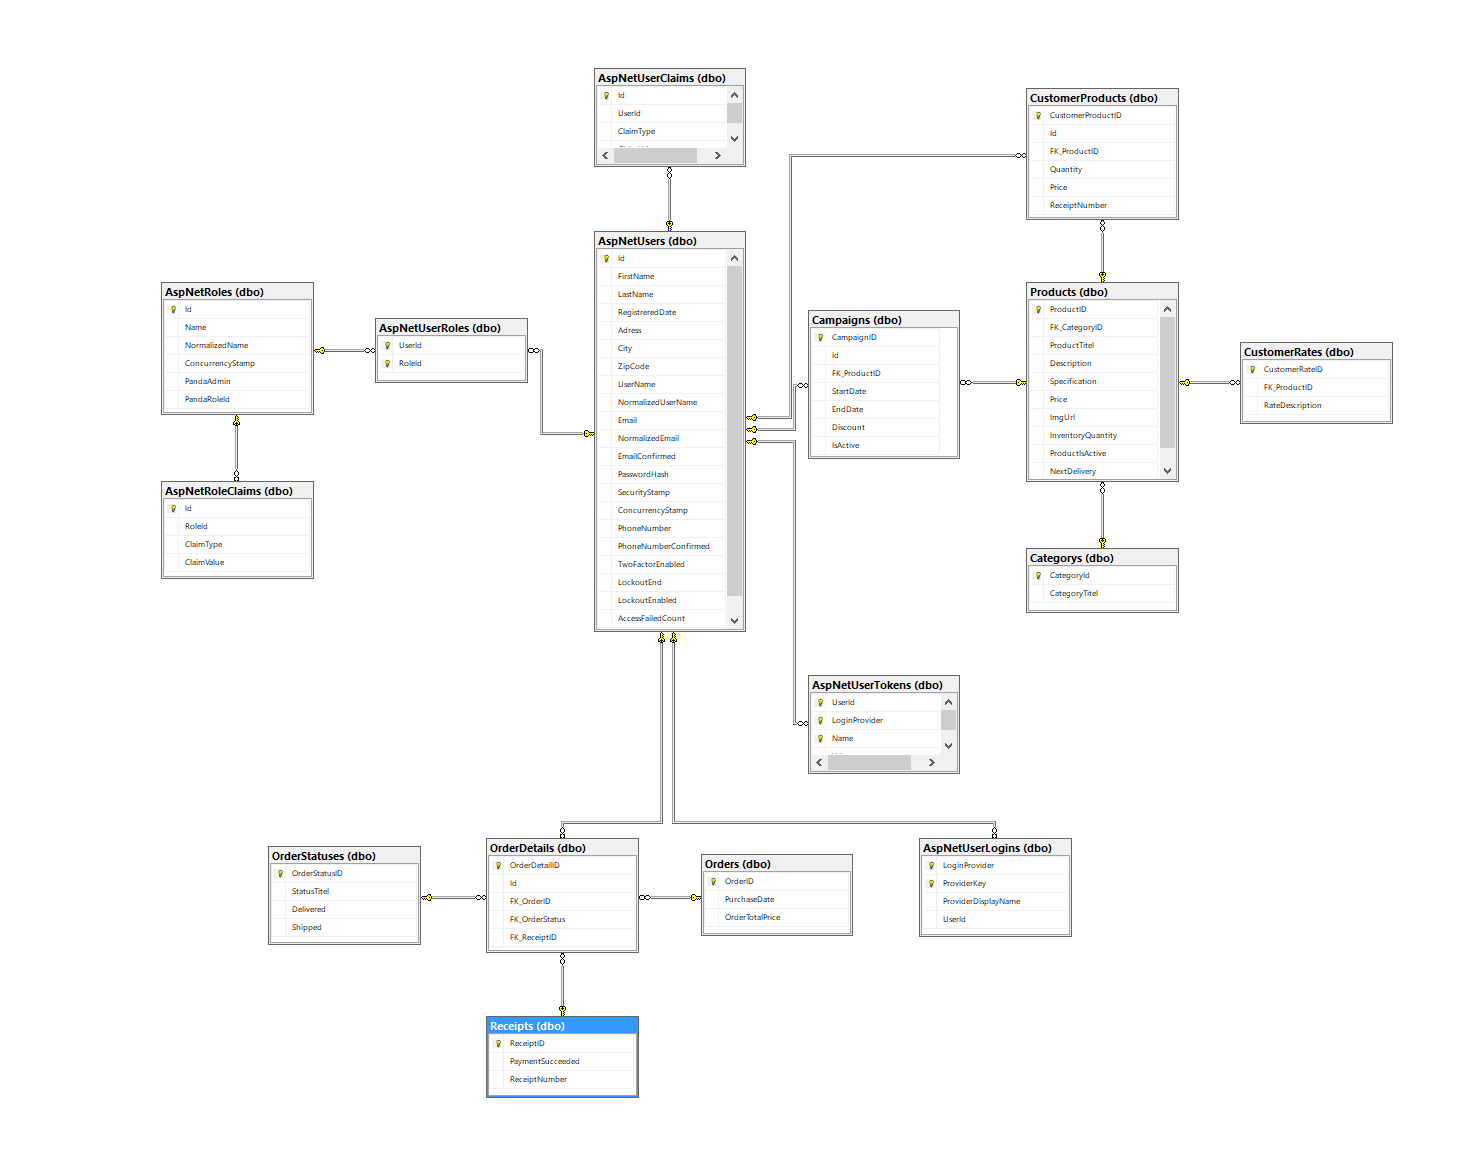 AspNetUserClaims (dbo)
Id
UserId
ClaimType
CustomerProducts (dbo)
CustomerProductID
Id
FK_ProductID
Quantity
Price
ReceiptNumber
AspNetUsers (dbo)
Id
FirstName
LastName
RegistreredDate
Adress
City
ZipCode
UserName
NormalizedUserName
Email
NormalizedEmail
EmailConfirmed
PasswordHash
SecurityStamp
ConcurrencyStamp
PhoneNumber
PhoneNumberConfirmed
TwoFactorEnabled
LockoutEnd
LockoutEnabled
AccessFailedCount
AspNetRoles (dbo)
Id
Name
NormalizedName
ConcurrencyStamp
PandaAdmin
PandaRoleId
AspNetUserRoles (dbo)
UserId
RoleId
Campaigns (dbo)
CampaignID
Id
FK_ProductID
StartDate
EndDate
Discount
IsActive
Products (dbo)
ProductID
FK_CategoryID
ProductTitel
Description
Specification
Price
ImgUrl
InventoryQuantity
ProductIsActive
NextDelivery
CustomerRates (dbo)
CustomerRateID
FK_ProductID
RateDescription
AspNetRoleClaims (dbo)
Id
RoleId
ClaimType
ClaimValue
Categorys (dbo)
CategoryId
CategoryTitel
AspNetUserTokens (dbo)
UserId
LoginProvider
Name
OrderStatuses (dbo)
OrderStatusID
StatusTitel
Delivered
Shipped
OrderDetails (dbo)
OrderDetailID
Id
FK_OrderID
FK_OrderStatus
FK_ReceiptID
Orders (dbo)
OrderID
PurchaseDate
OrderTotalPrice
AspNetUserLogins (dbo)
LoginProvider
ProviderKey
ProviderDisplayName
UserId
Receipts (dbo)
ReceiptID
PaymentSucceeded
ReceiptNumber